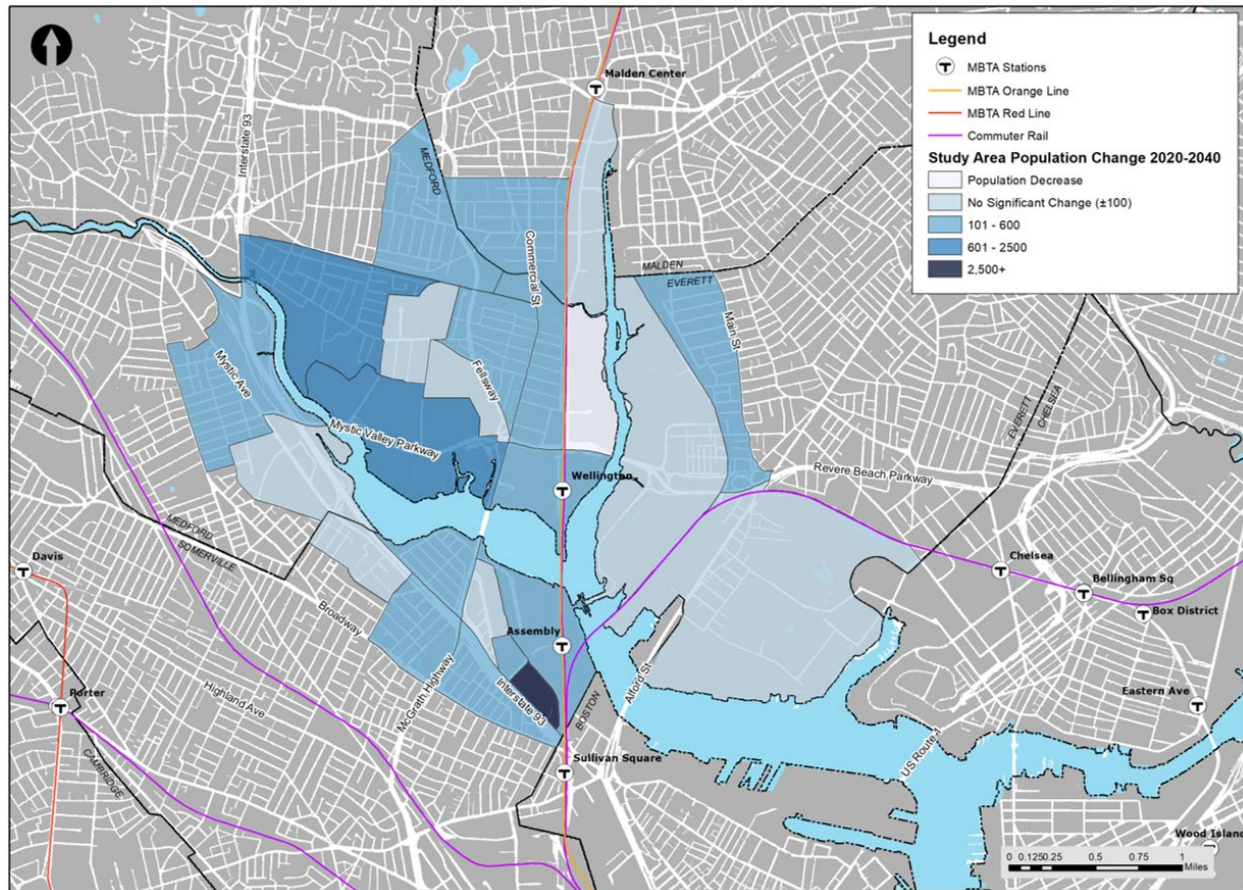 Legend
MBTA Stations
MBTA Orange Line
MBTA Red Line
Commuter Rail
Study Area Population Change 2020-2040
Population Decrease
No Significant Change (±100)
101 - 600
601 - 2500
2,500+
Malden Center
Interstate 93
MEDFORD
Commercial St
MALDEN
EVERETT
Main St
Fellsway
Mystic Ave
Mystic Valley Parkway
EVERETT
CHELSEA
Revere Beach Parkway
Wellington
MEDFORD
SOMERVILLE
Davis
Chelsea
Bellingham Sq
Box District
Broadway
Assembly
McGrath Highway
Interstate 93
Alford St
BOSTON
Porter
Highland Ave
Eastern Ave
CAMBRIDGE
Sullivan Square
US Route 1
Wood Island
0 0.125 0.25 0.5 0.75 1
Miles